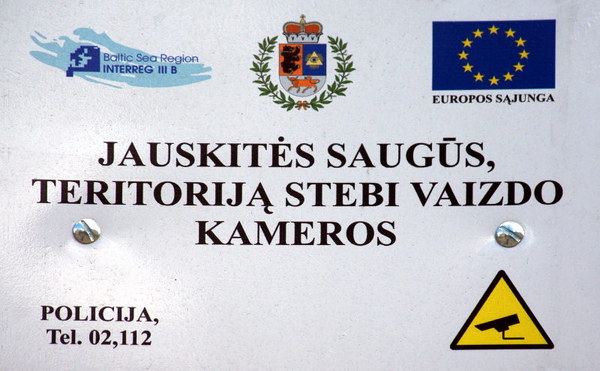 Baltic Sea Region
INTERREG III B
EUROPOS SĄJUNGA
JAUSKITĖS SAUGŪS,
TERITORIJĄ STEBI VAIZDO
KAMEROS
POLICIJA,
Tel. 02,112